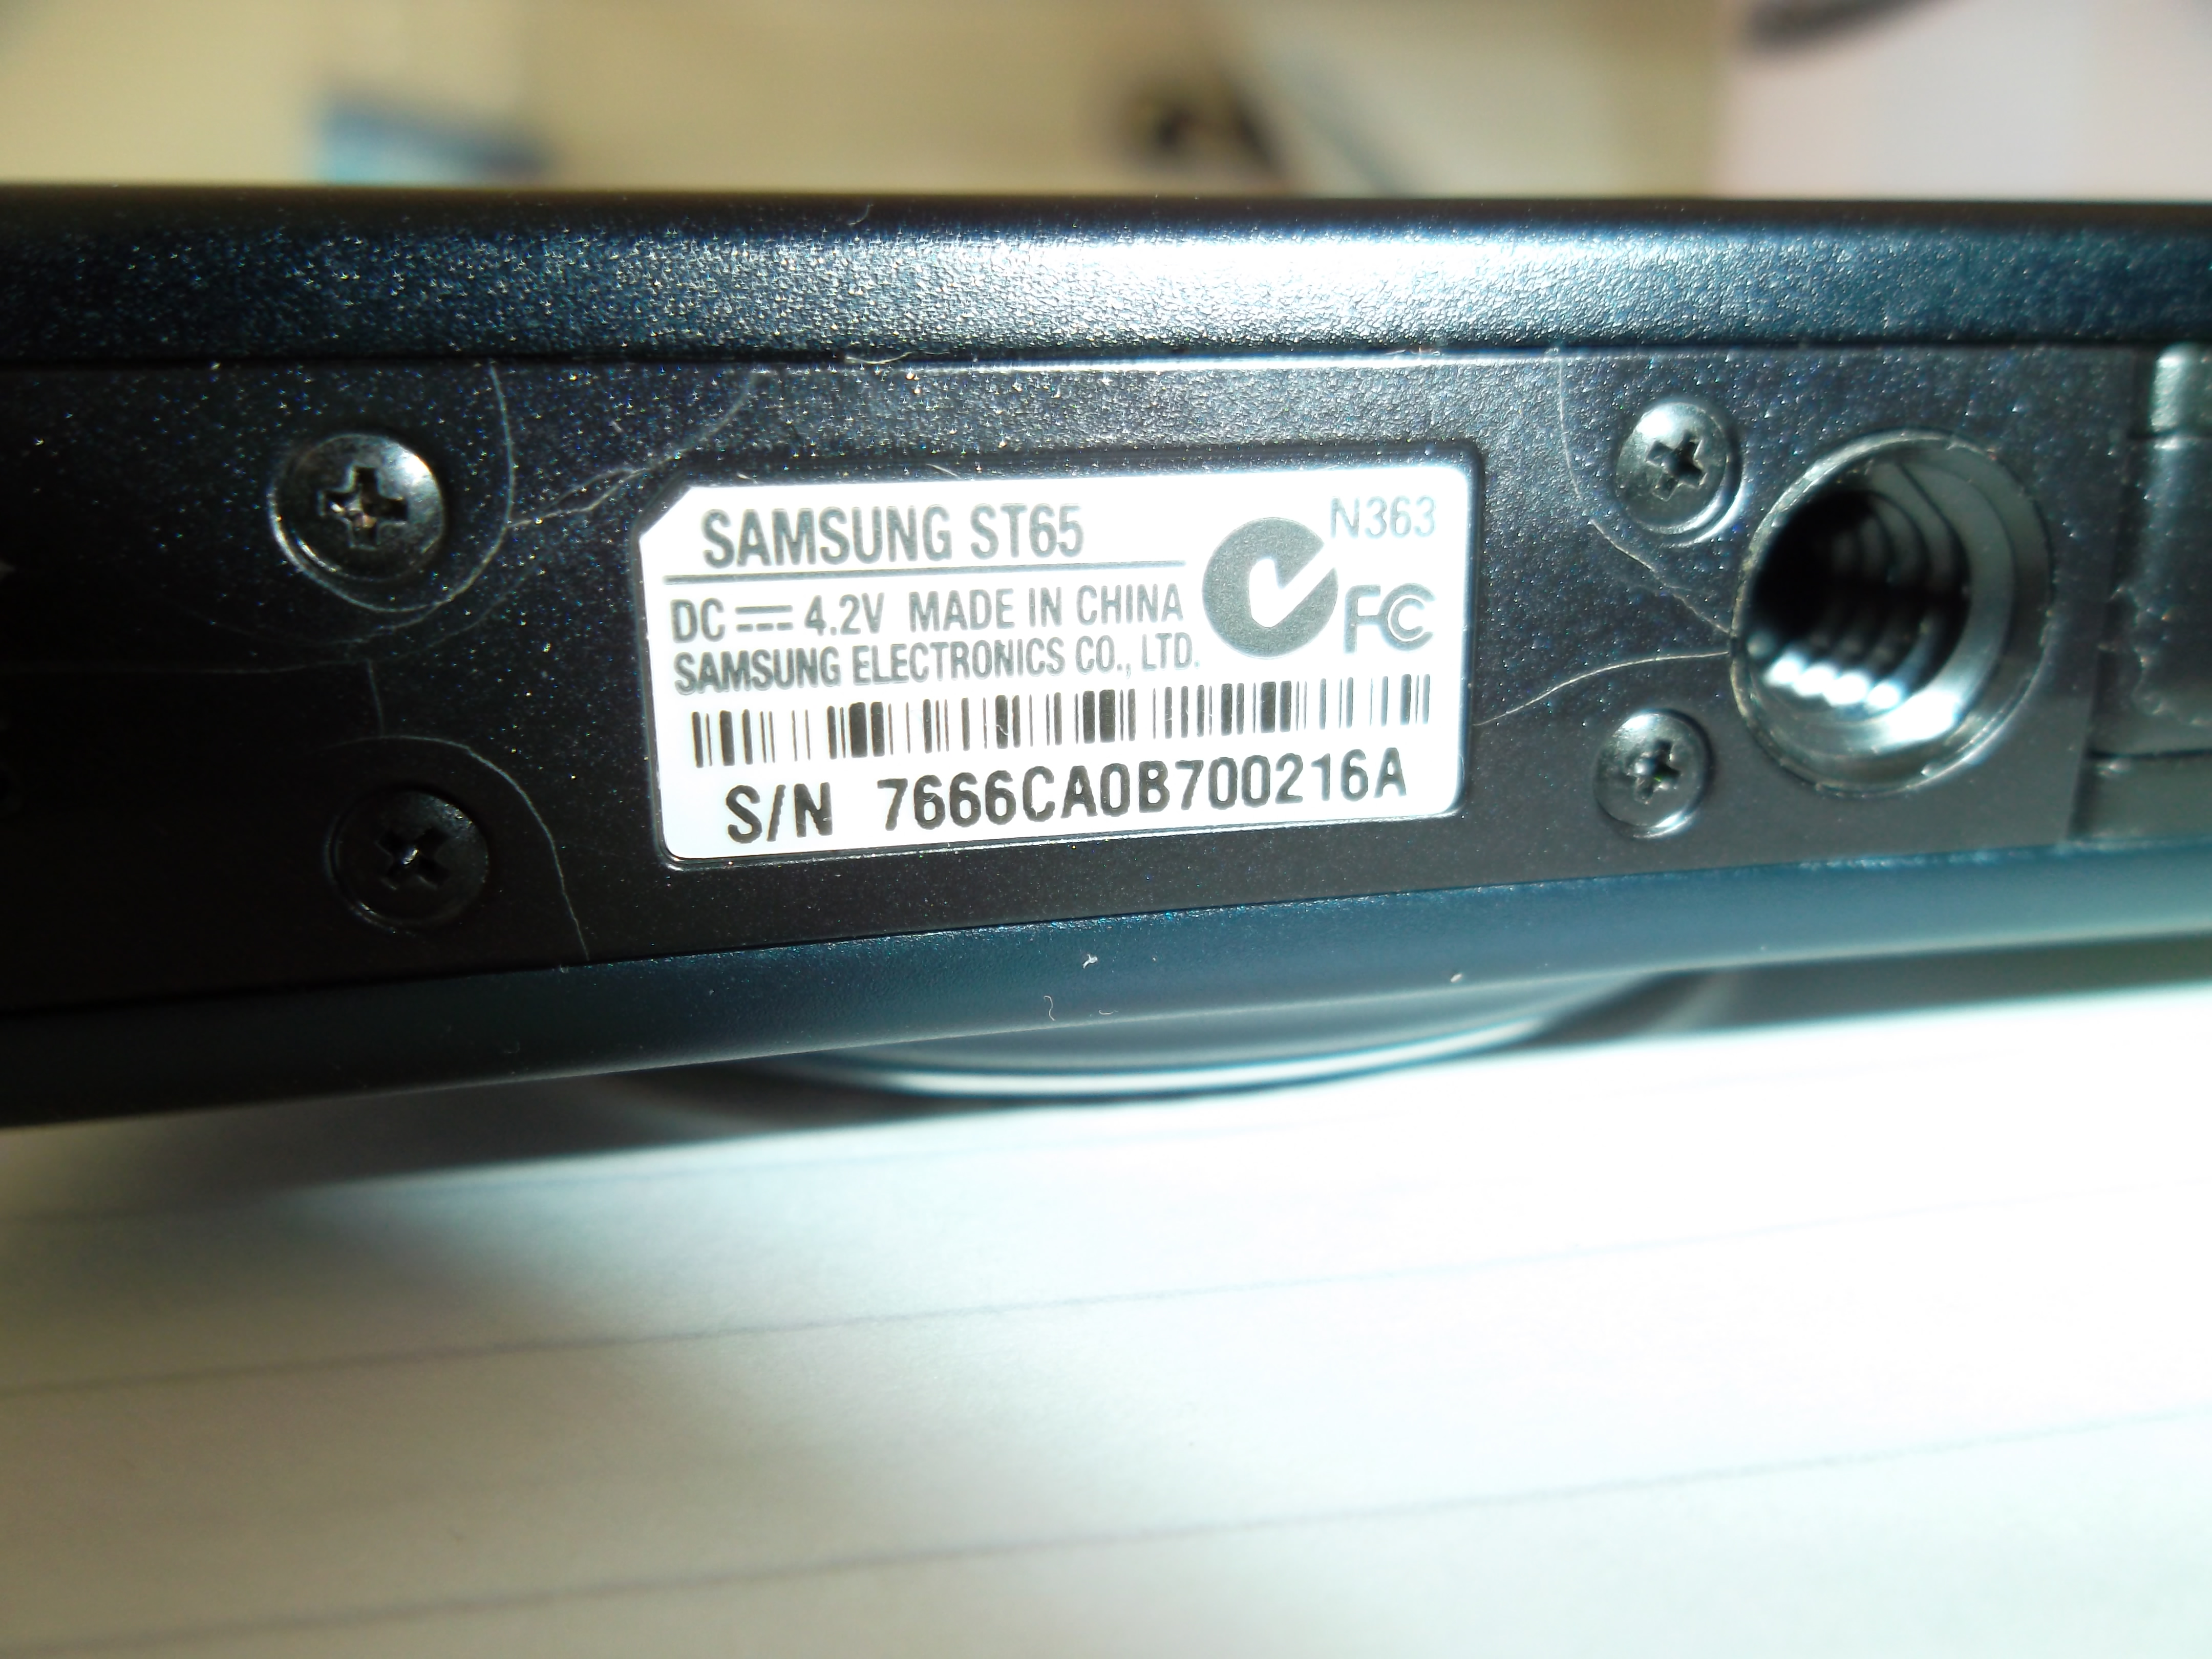 SAMSUNG ST65
N363
DC ⎓ 4.2V MADE IN CHINA
FC
SAMSUNG ELECTRONICS CO., LTD.
S/N 7666CA0B700216A